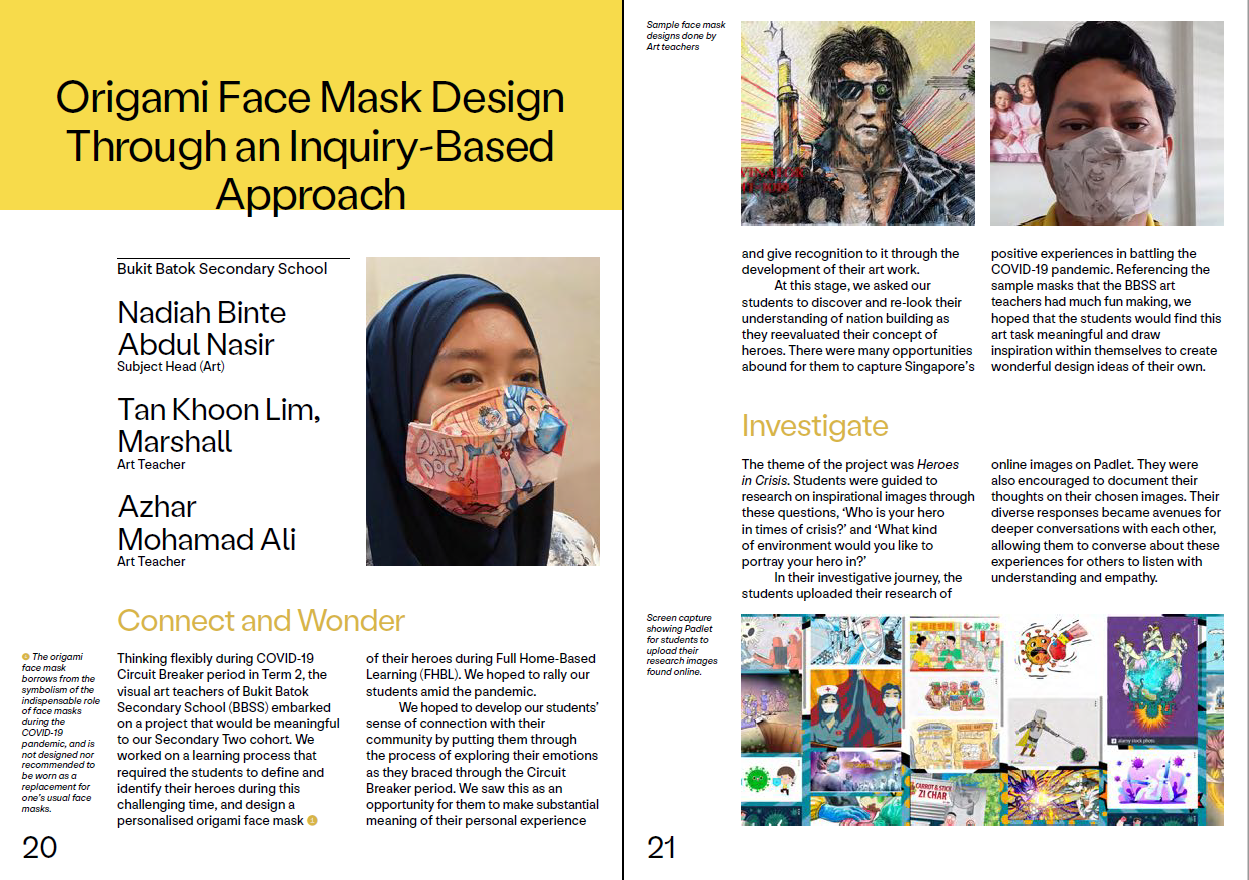 Origami Face Mask Design
Through an Inquiry-Based
Approach
Bukit Batok Secondary School
Nadiah Binte
Abdul Nasir
Subject Head (Art)
Tan Khoon Lim,
Marshall
Art Teacher
Azhar
Mohamad Ali
Art Teacher
DASH
DOC.
Connect and Wonder
1 The origami
face mask
borrows from the
symbolism of the
indispensable role
of face masks
during the
COVID-19
pandemic, and is
not designed nor
recommended to
be worn as a
replacement for
one's usual face
masks.
Thinking flexibly during COVID-19
Circuit Breaker period in Term 2, the
visual art teachers of Bukit Batok
Secondary School (BBSS) embarked
on a project that would be meaningful
to our Secondary Two cohort. We
worked on a learning process that
required the students to define and
identify their heroes during this
challenging time, and design a
personalised origami face mask 1
of their heroes during Full Home-Based
Learning (FHBL). We hoped to rally our
students amid the pandemic.
We hoped to develop our students'
sense of connection with their
community by putting them through
the process of exploring their emotions
as they braced through the Circuit
Breaker period. We saw this as an
opportunity for them to make substantial
meaning of their personal experience
20
Sample face mask
designs done by
Art teachers
and give recognition to it through the
development of their art work.
At this stage, we asked our
students to discover and re-look their
understanding of nation building as
they reevaluated their concept of
heroes. There were many opportunities
abound for them to capture Singapore's
positive experiences in battling the
COVID-19 pandemic. Referencing the
sample masks that the BBSS art
teachers had much fun making, we
hoped that the students would find this
art task meaningful and draw
inspiration within themselves to create
wonderful design ideas of their own.
Investigate
The theme of the project was Heroes
in Crisis. Students were guided to
research on inspirational images through
these questions, 'Who is your hero
in times of crisis?' and 'What kind
of environment would you like to
portray your hero in?'
In their investigative journey, the
students uploaded their research of
online images on Padlet. They were
also encouraged to document their
thoughts on their chosen images. Their
diverse responses became avenues for
deeper conversations with each other,
allowing them to converse about these
experiences for others to listen with
understanding and empathy.
Screen capture
showing Padlet
for students to
upload their
research images
found online.
CARROT & STICK
ZI CHAR
alamy stock photo
21